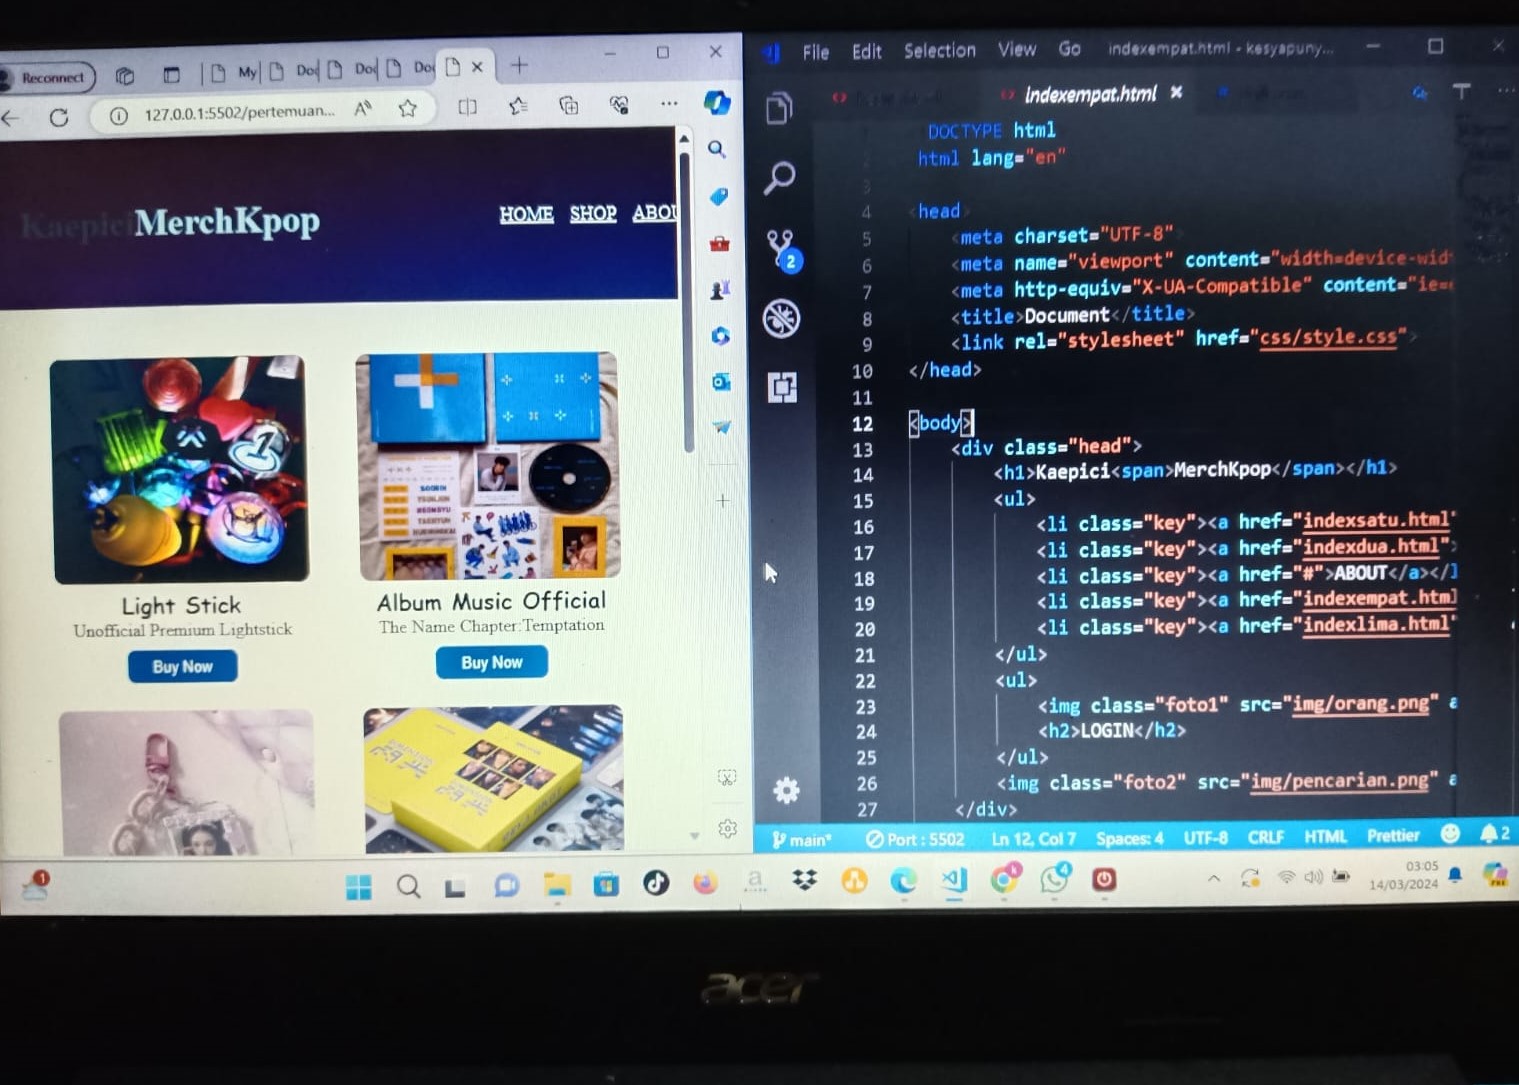 Reconnect
My
Do
Do
Do
127.0.0.1:5502/pertemuan...
KaepiciMerchKpop
HOME SHOP ABOU
Light Stick
Unofficial Premium Lightstick
Buy Now
Album Music Official
The Name Chapter:Temptation
Buy Now
File Edit Selection View Go indexempat.html - kesyapuny...
indexempat.html
2
DOCTYPE html
html lang="en"
3
4 head
5 <meta charset="UTF-8"
6 <meta name="viewport" content="width=device-wid
7 <meta http-equiv="X-UA-Compatible" content="ie=
8 <title>Document</title>
9 <link rel="stylesheet" href="css/style.css">
10 </head>
11
12 <body>
13 <div class="head">
14 <h1>Kaepici<span>MerchKpop</span></h1>
15 <ul>
16 <li class="key"><a href="indexsatu.html"
17 <li class="key"><a href="indexdua.html">
18 <li class="key"><a href="#">ABOUT</a></l
19 <li class="key"><a href="indexempat.html
20 <li class="key"><a href="indexlima.html"
21 </ul>
22 <ul>
23 <img class="foto1" src="img/orang.png" a
24 <h2>LOGIN</h2>
25 </ul>
26 <img class="foto2" src="img/pencarian.png" a
27 </div>
main* Port : 5502 Ln 12, Col 7 Spaces: 4 UTF-8 CRLF HTML Prettier 2
1
4
03:05
14/03/2024
acer